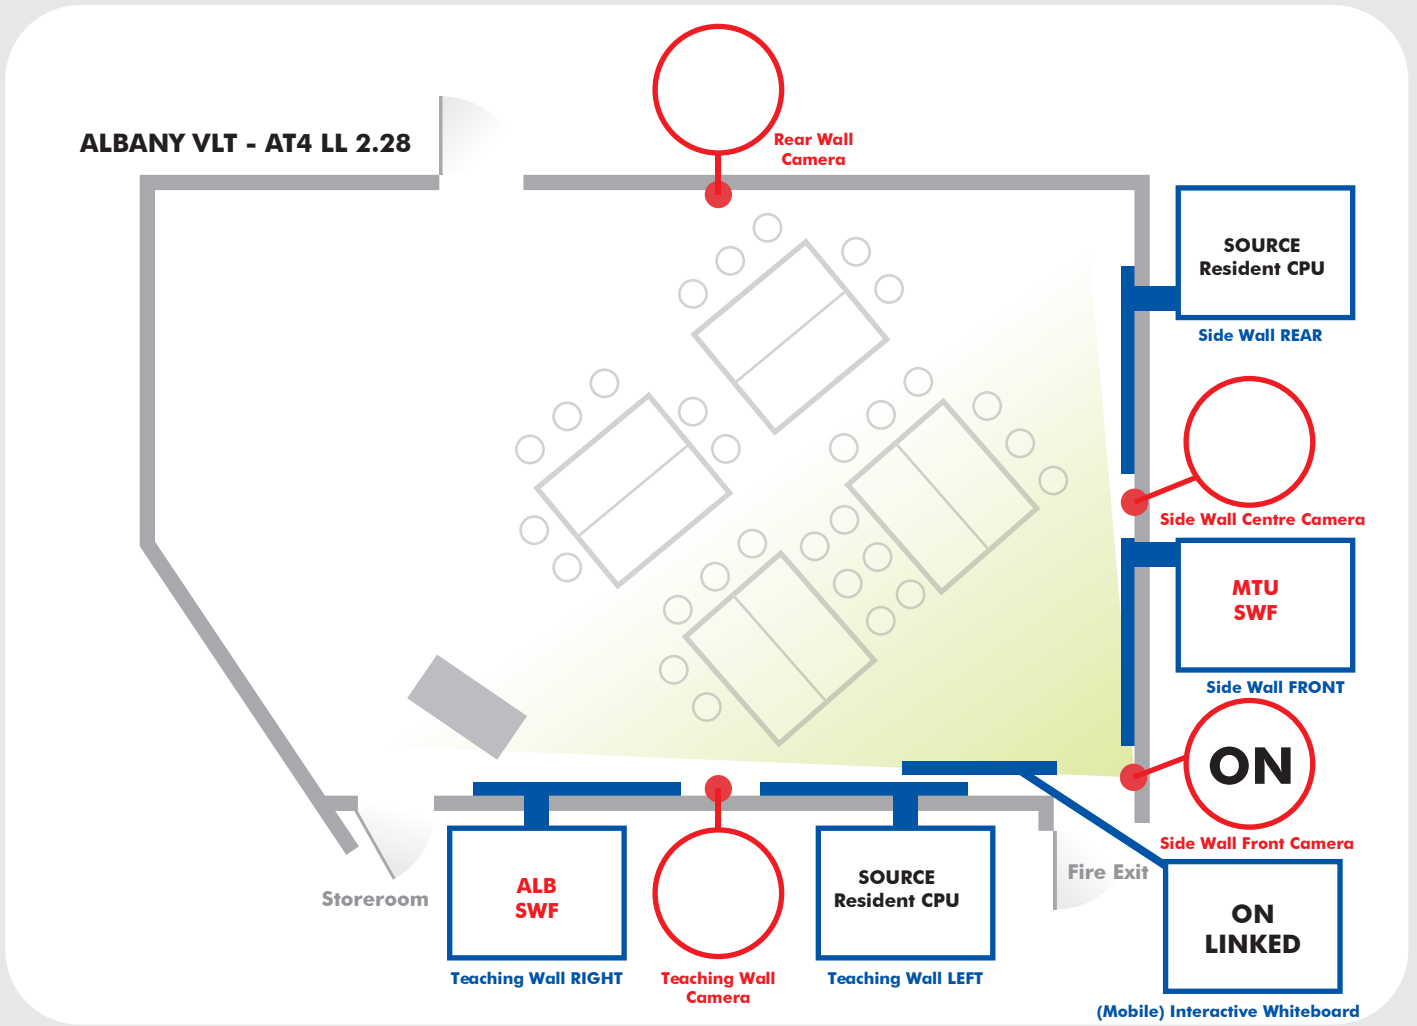 ALBANY VLT - AT4 LL 2.28
Rear Wall
Camera
SOURCE
Resident CPU
Side Wall REAR
Side Wall Centre Camera
MTU
SWF
Side Wall FRONT
ON
Side Wall Front Camera
Fire Exit
Storeroom
ALB
SWF
Teaching Wall RIGHT
Teaching Wall
Camera
SOURCE
Resident CPU
Teaching Wall LEFT
ON
LINKED
(Mobile) Interactive Whiteboard